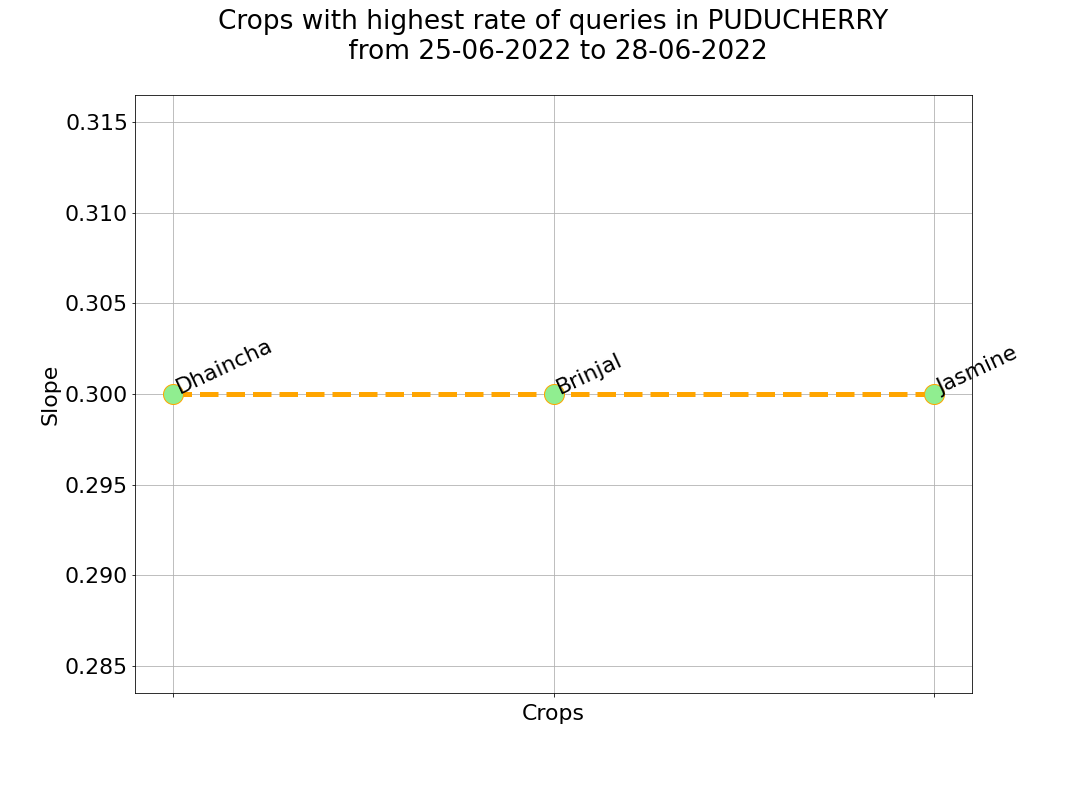 Crops with highest rate of queries in PUDUCHERRY
from 25-06-2022 to 28-06-2022
0.315
0.310
0.305
0.300
0.295
0.290
0.285
Slope
Dhaincha
Brinjal
Jasmine
Crops